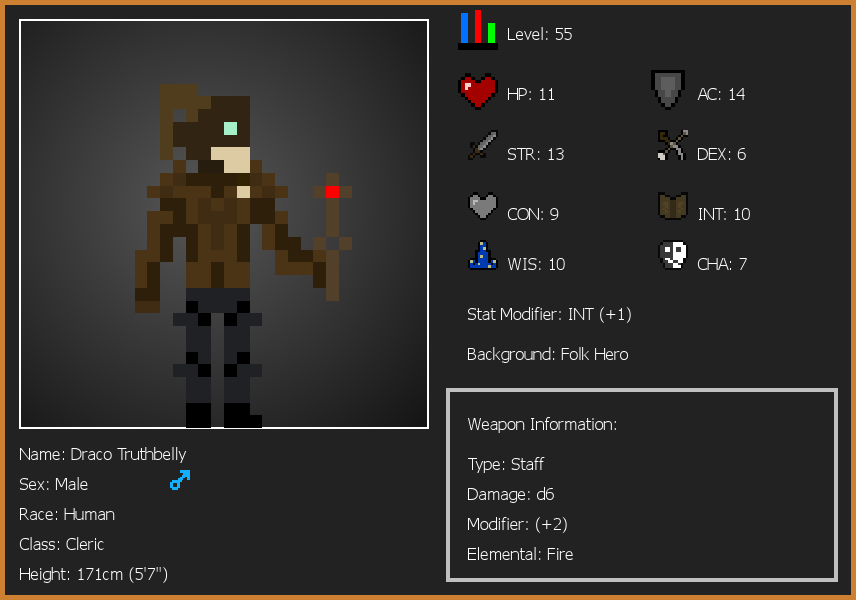 Level: 55
HP: 11
AC: 14
STR: 13
DEX: 6
CON: 9
INT: 10
WIS: 10
CHA: 7
Stat Modifier: INT (+1)
Background: Folk Hero
Weapon Information:
Type: Staff
Damage: d6
Modifier: (+2)
Elemental: Fire
Name: Draco Truthbelly
Sex: Male
Race: Human
Class: Cleric
Height: 171cm (5'7")